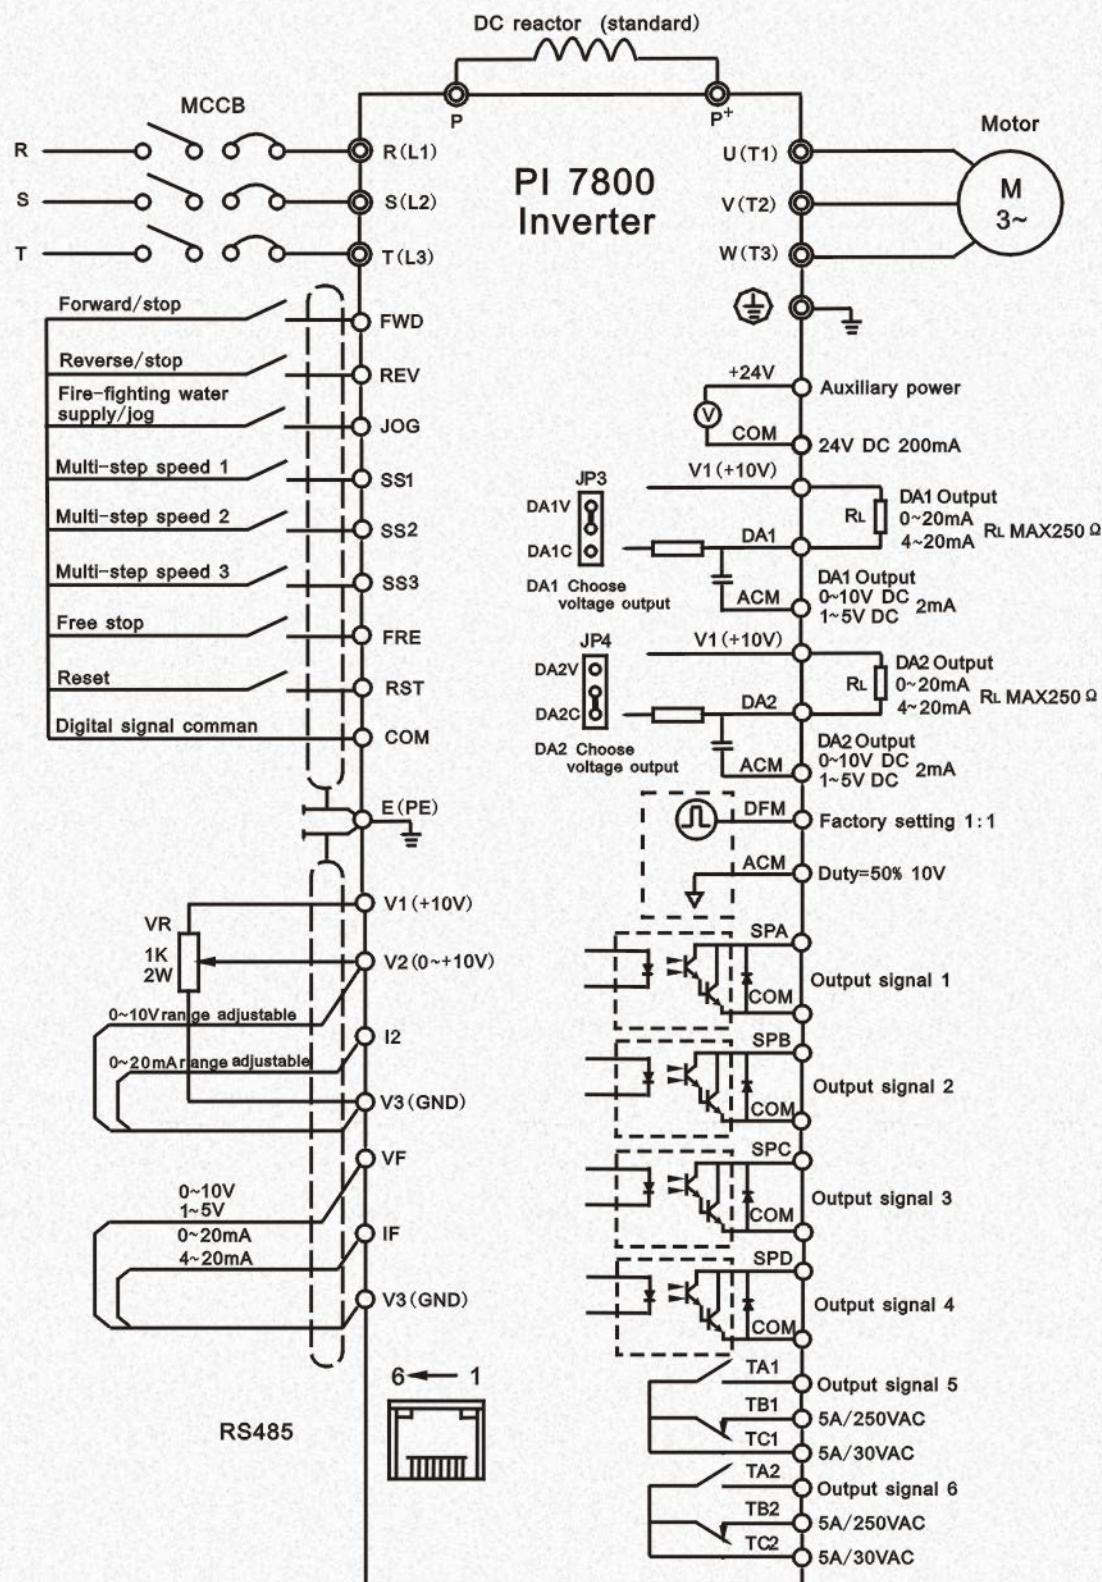 DC reactor (standard)
P
P+
MCCB
R
R(L1)
S
S(L2)
T
T(L3)
PI 7800
Inverter
U(T1)
V(T2)
W(T3)
Motor
M
3~
Forward/stop
FWD
Reverse/stop
REV
Fire-fighting water
supply/jog
JOG
Multi-step speed 1
SS1
Multi-step speed 2
SS2
Multi-step speed 3
SS3
Free stop
FRE
Reset
RST
Digital signal comman
COM
E(PE)
V1(+10V)
VR
1K
2W
V2(0~+10V)
0~10V range adjustable
I2
0~20mA range adjustable
V3(GND)
VF
0~10V
1~5V
0~20mA
4~20mA
IF
V3(GND)
RS485
6
1
+24V
V
COM
Auxiliary power
24V DC 200mA
V1(+10V)
JP3
DA1V
DA1C
DA1 Choose
voltage output
DA1
ACM
RL
DA1 Output
0~20mA
4~20mA
RL MAX250Ω
DA1 Output
0~10V DC
1~5V DC
2mA
V1(+10V)
JP4
DA2V
DA2C
DA2 Choose
voltage output
DA2
ACM
RL
DA2 Output
0~20mA
4~20mA
RL MAX250Ω
DA2 Output
0~10V DC
1~5V DC
2mA
DFM
Factory setting 1:1
ACM
Duty=50% 10V
SPA
COM
Output signal 1
SPB
COM
Output signal 2
SPC
COM
Output signal 3
SPD
COM
Output signal 4
TA1
Output signal 5
TB1
5A/250VAC
TC1
5A/30VAC
TA2
Output signal 6
TB2
5A/250VAC
TC2
5A/30VAC